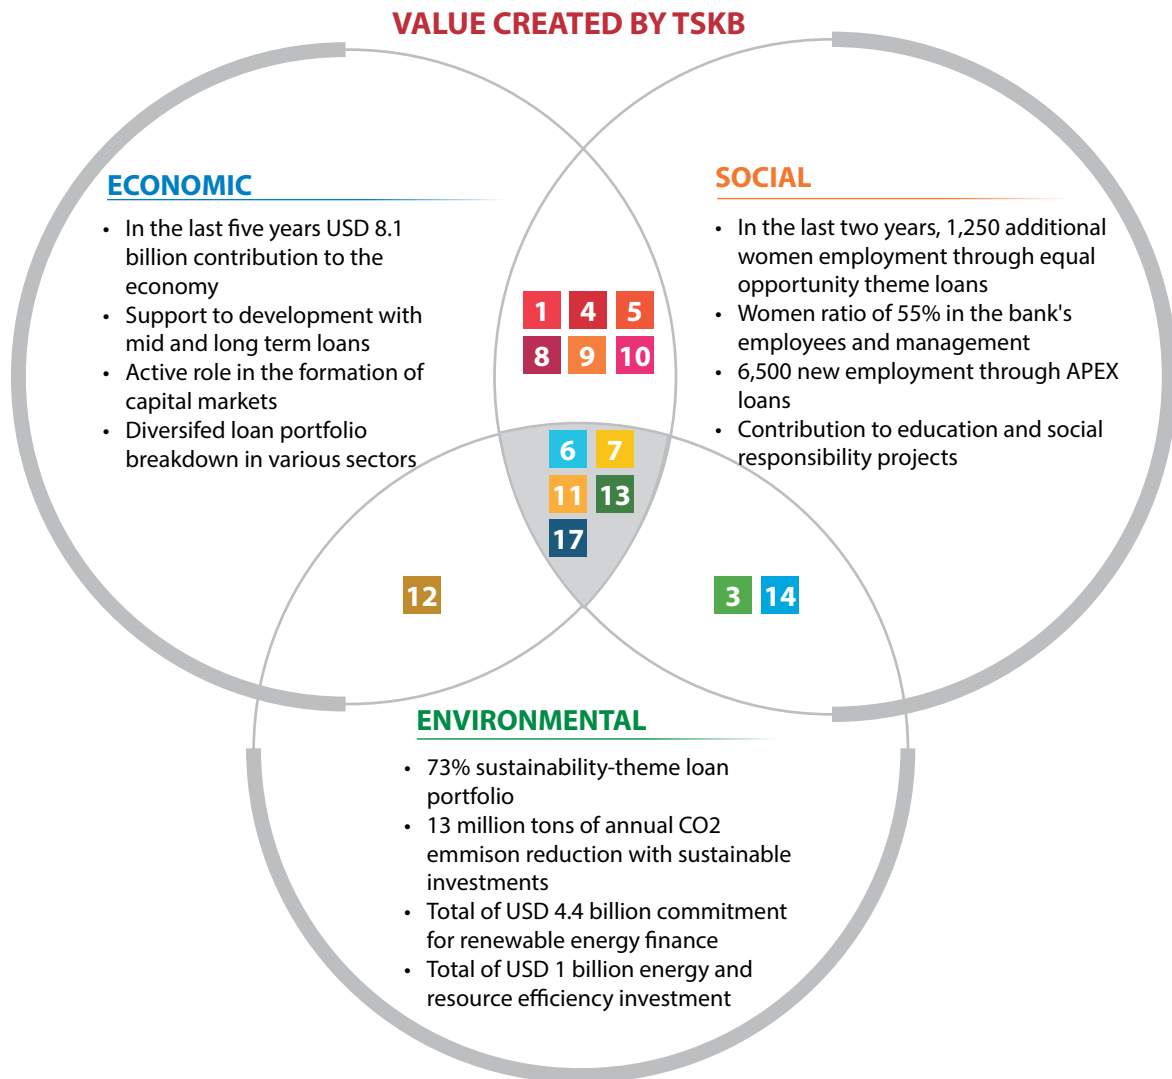 VALUE CREATED BY TSKB
ECONOMIC
• In the last five years USD 8.1
billion contribution to the
economy
• Support to development with
mid and long term loans
• Active role in the formation of
capital markets
• Diversifed loan portfolio
breakdown in various sectors
SOCIAL
• In the last two years, 1,250 additional
women employment through equal
opportunity theme loans
• Women ratio of 55% in the bank's
employees and management
• 6,500 new employment through APEX
loans
• Contribution to education and social
responsibility projects
1 4 5
8 9 10
6 7
11 13
17
12
3 14
ENVIRONMENTAL
• 73% sustainability-theme loan
portfolio
• 13 million tons of annual CO2
emmison reduction with sustainable
investments
• Total of USD 4.4 billion commitment
for renewable energy finance
• Total of USD 1 billion energy and
resource efficiency investment